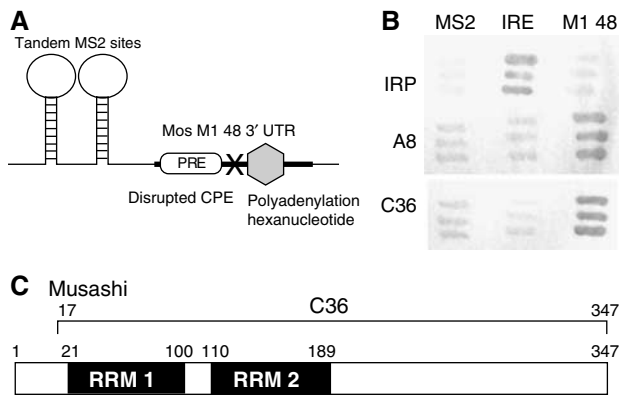 A
Tandem MS2 sites
Mos M1 48 3′ UTR
PRE
Disrupted CPE
Polyadenylation
hexanucleotide
B
MS2 IRE M1 48
IRP
A8
C36
C
Musashi
17 C36 347
1 21 100 110 189 347
RRM 1 RRM 2